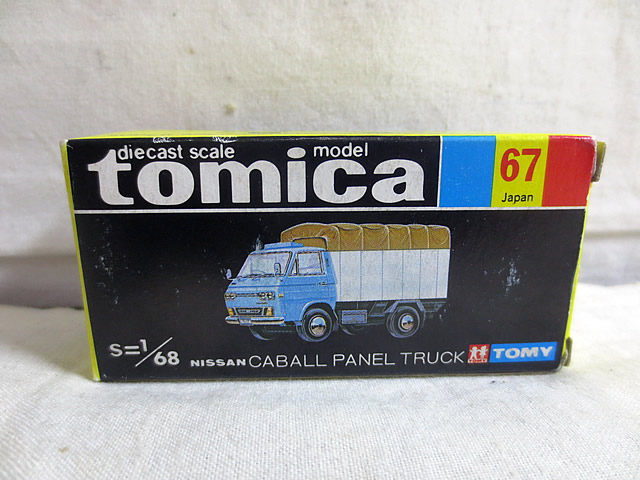 diecast scale model
tomica
67
Japan
S=1/68
NISSAN CABALL PANEL TRUCK TOMY